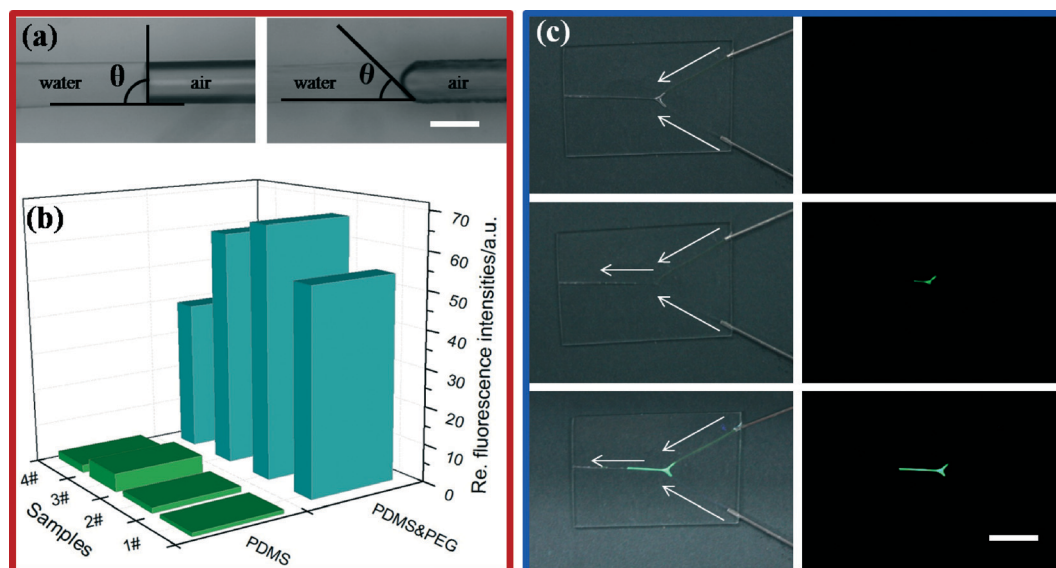 (a)
water θ air
water θ air
(b)
70
60
50
40
30
20
10
0
Re. fluorescence intensities/a.u.
4#
3#
2#
1#
Samples
PDMS
PDMS&PEG
(c)